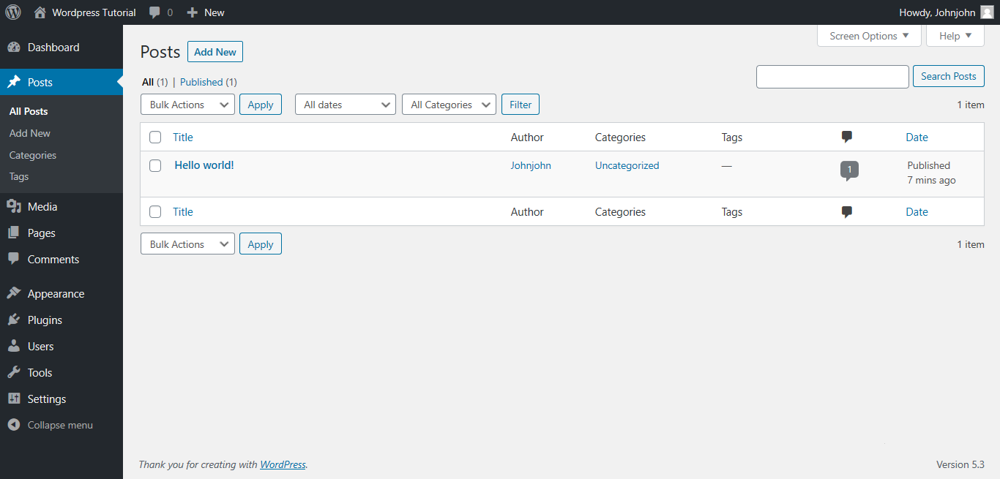 Wordpress Tutorial 0 New Howdy, Johnjohn
Screen Options Help
Dashboard
Posts
All Posts
Add New
Categories
Tags
Media
Pages
Comments
Appearance
Plugins
Users
Tools
Settings
Collapse menu
Posts Add New
All (1) | Published (1)
Search Posts
Bulk Actions Apply All dates All Categories Filter 1 item
Title Author Categories Tags Date
Hello world! Johnjohn Uncategorized — 1 Published
7 mins ago
Title Author Categories Tags Date
Bulk Actions Apply 1 item
Thank you for creating with WordPress. Version 5.3